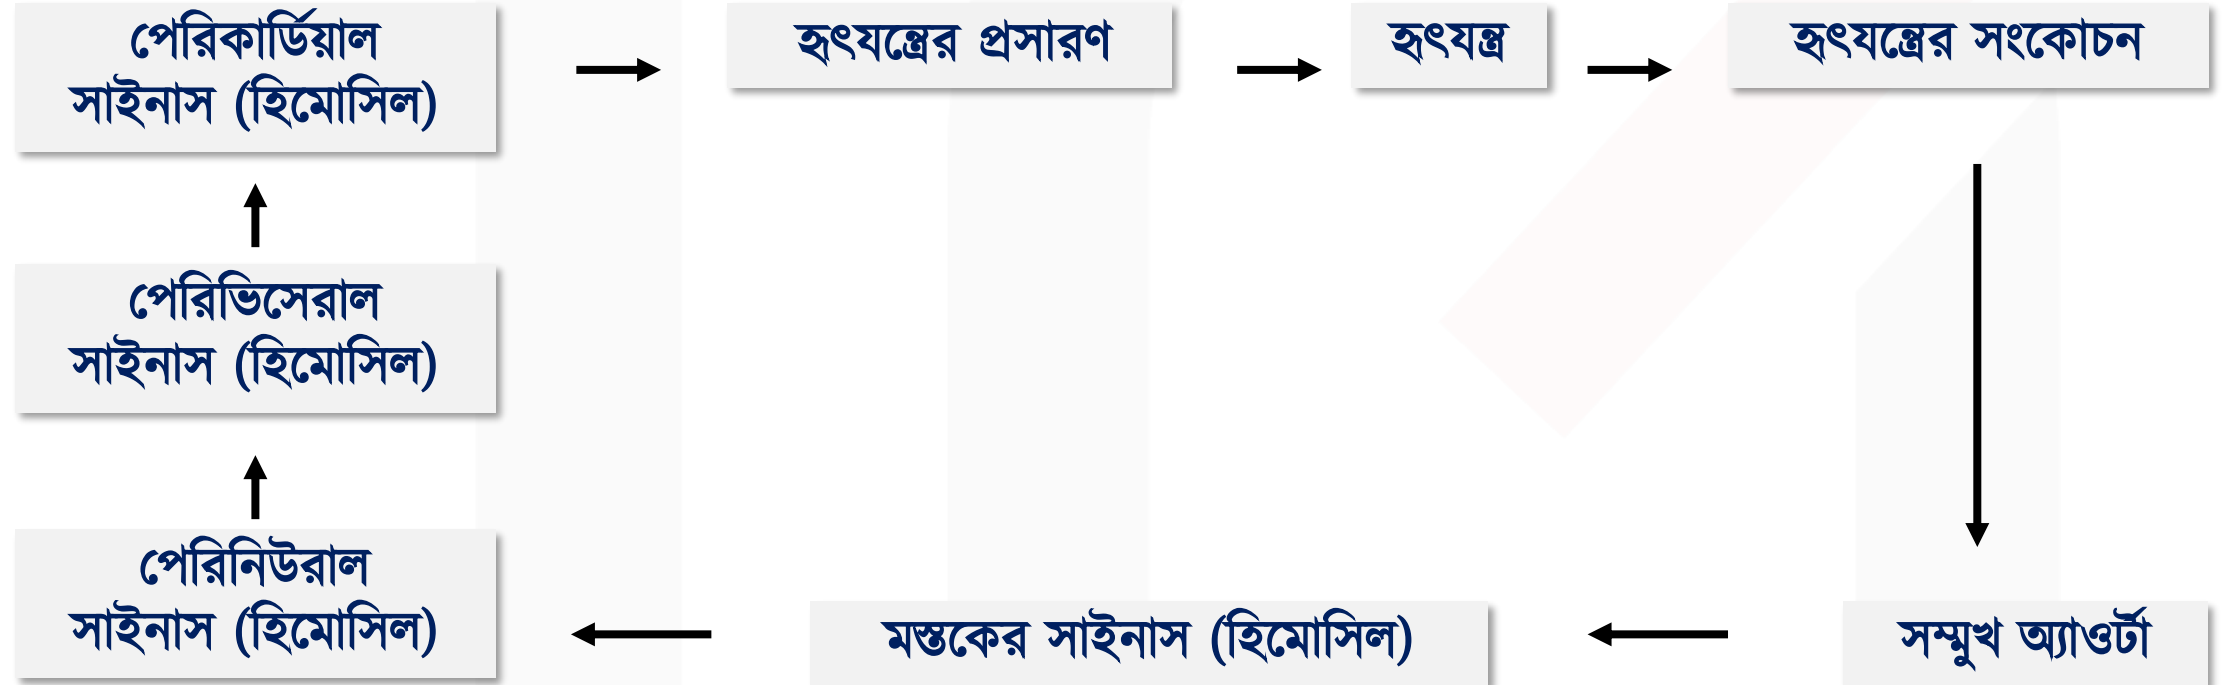 পেরিকার্ডিয়াল
সাইনাস (হিমোসিল)
হৃৎযন্ত্রের প্রসারণ
হৃৎযন্ত্র
হৃৎযন্ত্রের সংকোচন
পেরিভিসেরাল
সাইনাস (হিমোসিল)
পেরিনিউরাল
সাইনাস (হিমোসিল)
মস্তকের সাইনাস (হিমোসিল)
সম্মুখ অ্যাওর্টা